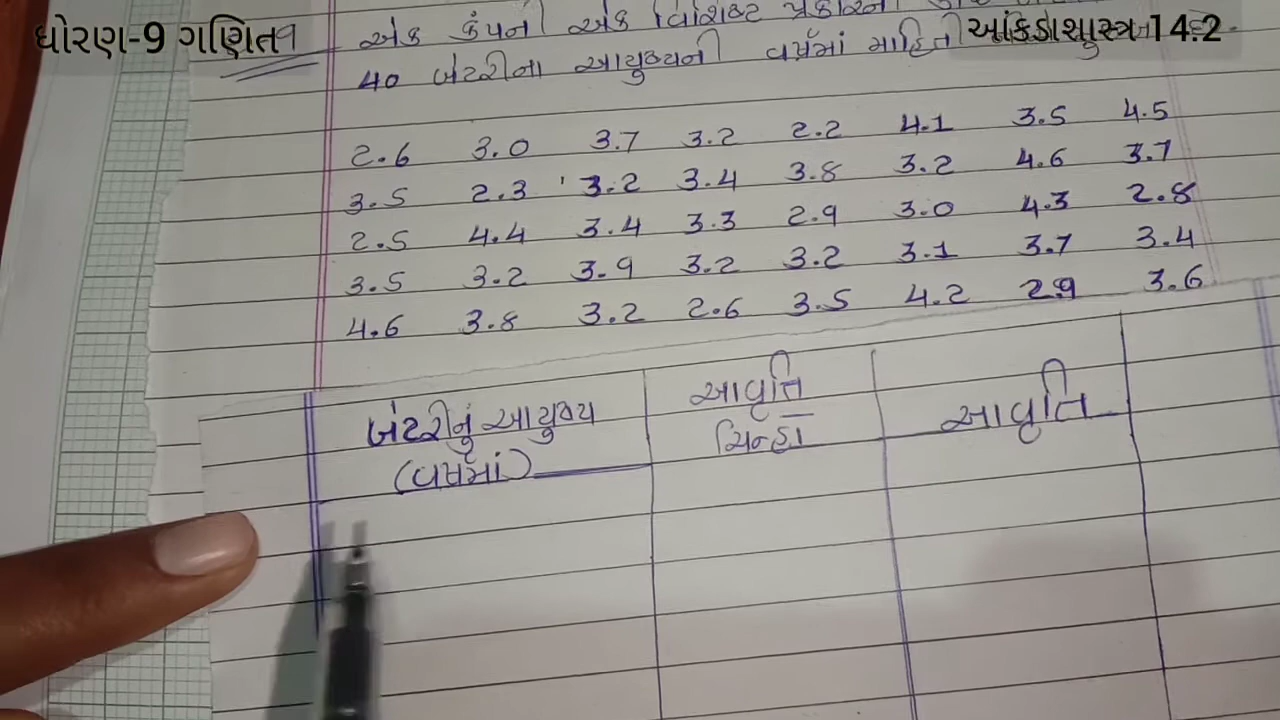 ધોરણ-9 ગણિત
આંકડાશાસ્ત્ર 14.2
એક કંપની એક વિશિષ્ટ પ્રકારની
40 બેટરીના આયુષ્યની વર્ષમાં માહિતી
2.6 3.0 3.7 3.2 2.2 4.1 3.5 4.5
3.5 2.3 3.2 3.4 3.8 3.2 4.6 3.7
2.5 4.4 3.4 3.3 2.9 3.0 4.3 2.8
3.5 3.2 3.9 3.2 3.2 3.1 3.7 3.4
4.6 3.8 3.2 2.6 3.5 4.2 2.9 3.6
બેટરીનું આયુષ્ય
(વર્ષમાં)
આવૃત્તિ
ચિન્હો
આવૃતિ